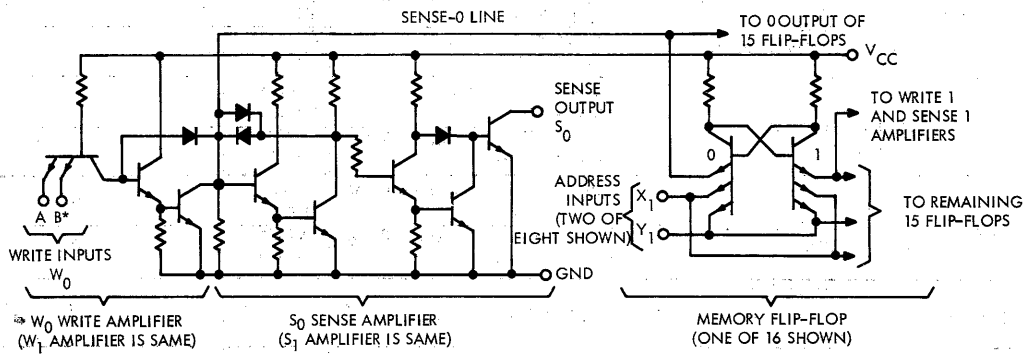 SENSE-0 LINE
TO 0 OUTPUT OF
15 FLIP-FLOPS
VCC
SENSE
OUTPUT
S0
TO WRITE 1
AND SENSE 1
AMPLIFIERS
0
1
ADDRESS
INPUTS
(TWO OF
EIGHT SHOWN)
X1
Y1
TO REMAINING
15 FLIP-FLOPS
A B*
WRITE INPUTS
W0
GND
* W0 WRITE AMPLIFIER
(W1 AMPLIFIER IS SAME)
S0 SENSE AMPLIFIER
(S1 AMPLIFIER IS SAME)
MEMORY FLIP-FLOP
(ONE OF 16 SHOWN)